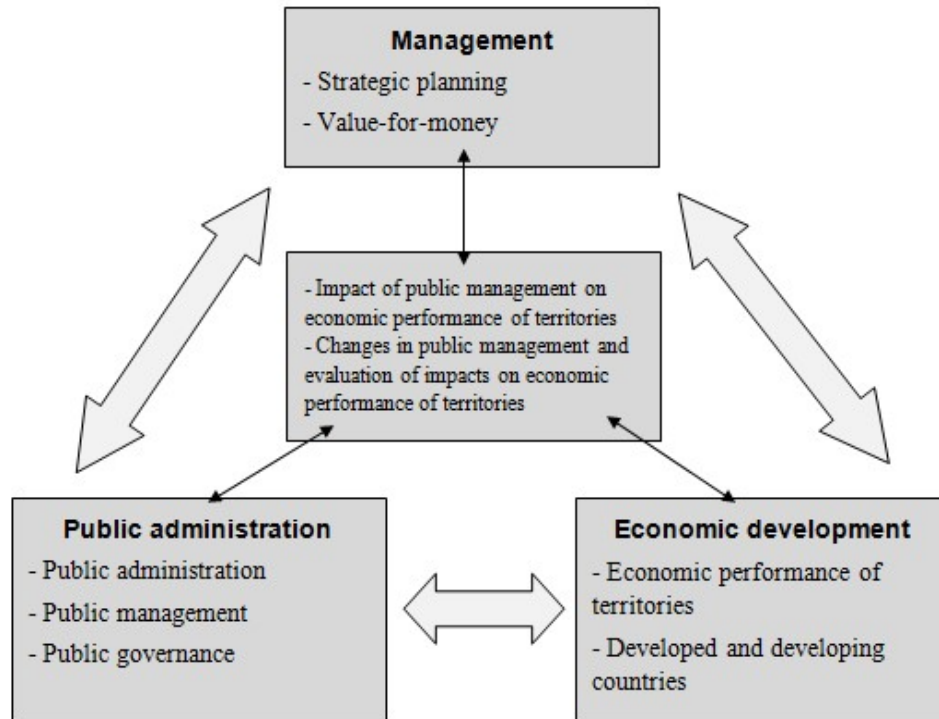 Management
- Strategic planning
- Value-for-money
- Impact of public management on
economic performance of territories
- Changes in public management and
evaluation of impacts on economic
performance of territories
Public administration
- Public administration
- Public management
- Public governance
Economic development
- Economic performance of
territories
- Developed and developing
countries